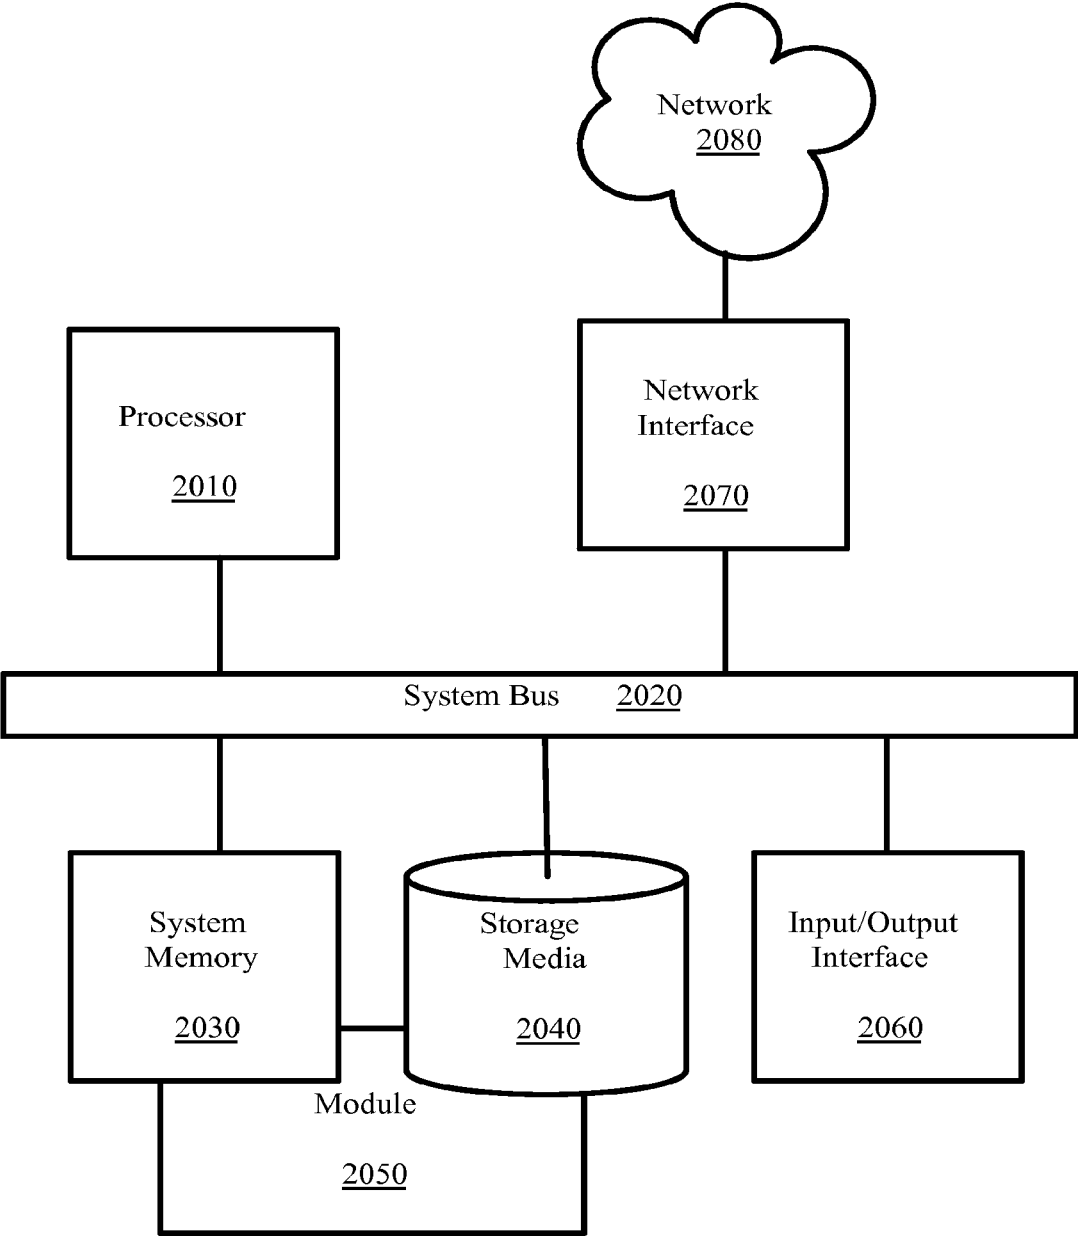 Network
2080
Network
Interface
2070
Processor
2010
System Bus 2020
System
Memory
2030
Storage
Media
2040
Input/Output
Interface
2060
Module
2050